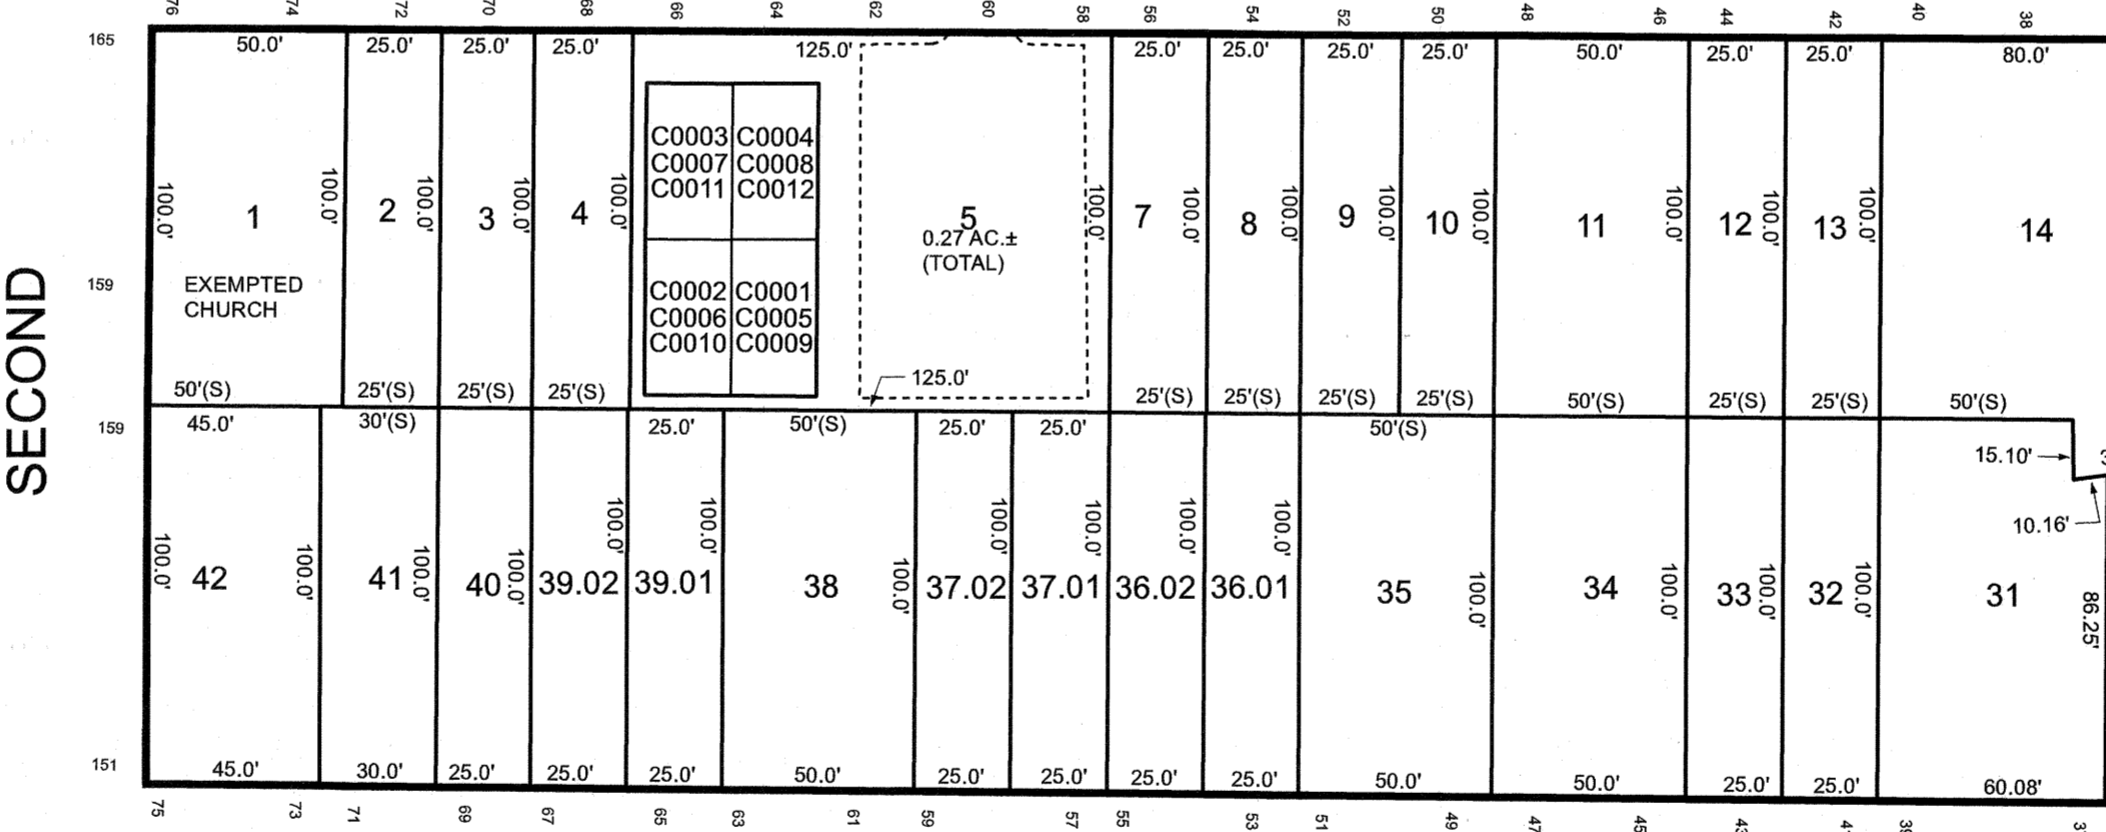 76 74 72 70 68 66 64 62 60 58 56 54 52 50 48 46 44 42 40 38
165 50.0' 25.0' 25.0' 25.0' 125.0' 25.0' 25.0' 25.0' 25.0' 50.0' 25.0' 25.0' 80.0'
C0003 C0004
C0007 C0008
C0011 C0012
100.0' 1 100.0' 2 100.0' 3 100.0' 4 100.0' 5 100.0' 7 100.0' 8 100.0' 9 100.0' 10 100.0' 11 100.0' 12 100.0' 13 100.0' 14
0.27 AC.±
(TOTAL)
159
EXEMPTED
CHURCH
C0002 C0001
C0006 C0005
C0010 C0009
SECOND
125.0'
50'(S) 25'(S) 25'(S) 25'(S) 25'(S) 25'(S) 25'(S) 25'(S) 50'(S) 25'(S) 25'(S) 50'(S)
159 45.0' 30'(S) 25.0' 50'(S) 25.0' 25.0' 50'(S)
15.10'
10.16'
100.0' 42 100.0' 41 100.0' 40 100.0' 39.02 100.0' 39.01 100.0' 38 100.0' 37.02 100.0' 37.01 100.0' 36.02 100.0' 36.01 100.0' 35 100.0' 34 100.0' 33 100.0' 32 100.0' 31 86.25'
151 45.0' 30.0' 25.0' 25.0' 25.0' 50.0' 25.0' 25.0' 25.0' 25.0' 50.0' 50.0' 25.0' 25.0' 60.08'
75 73 71 69 67 65 63 61 59 57 55 53 51 49 47 45 43